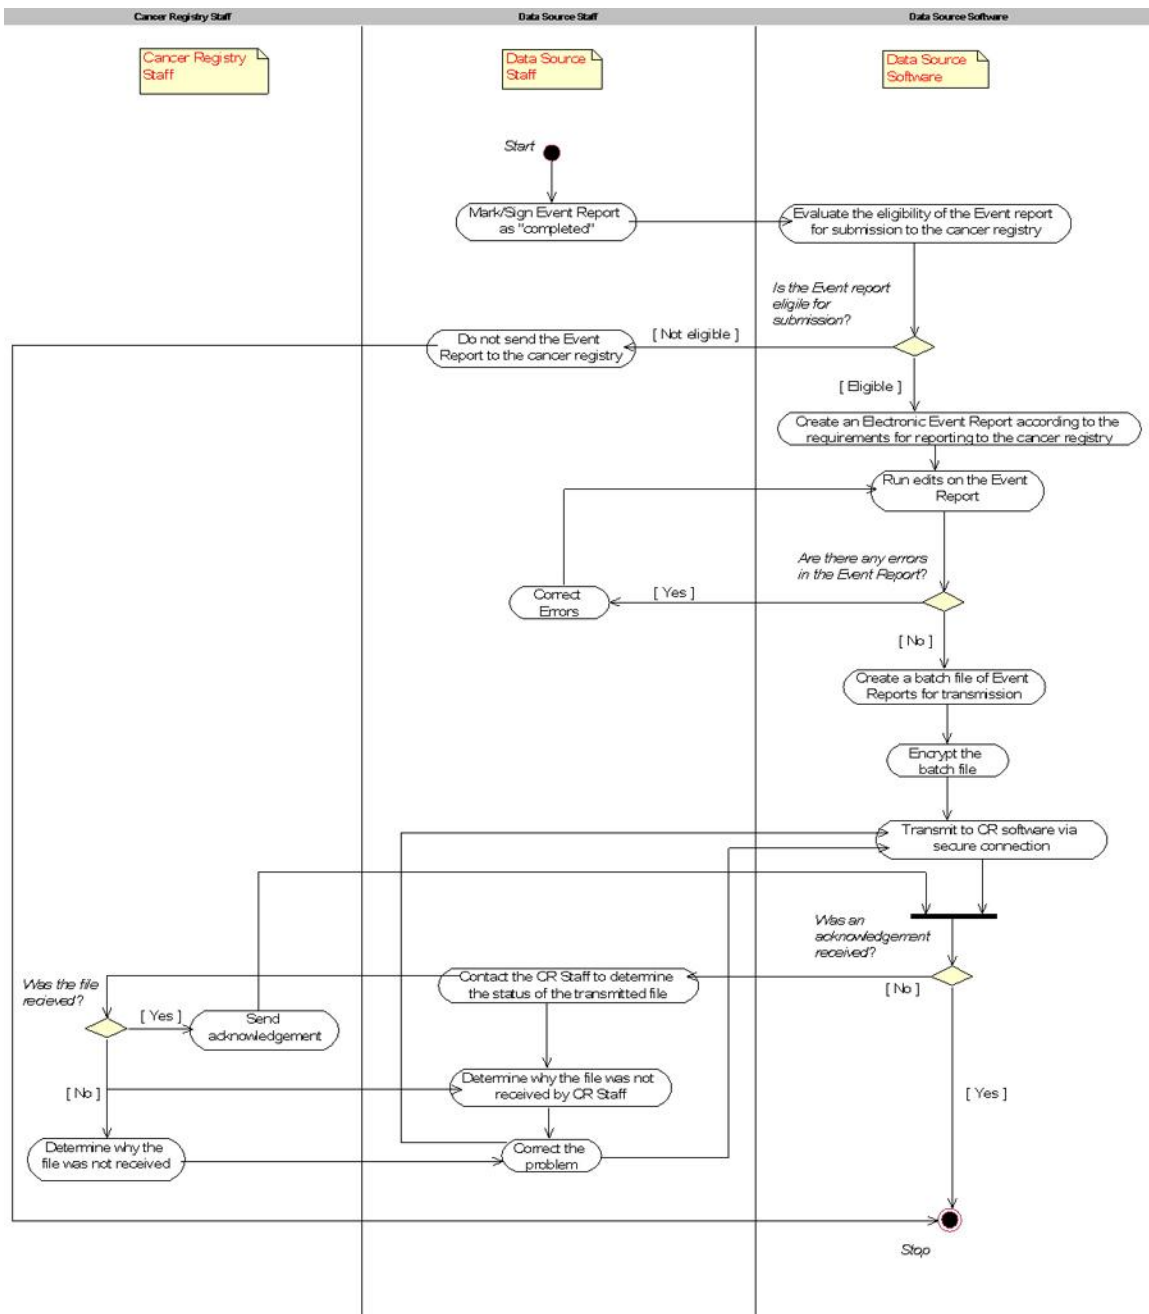 Cancer Registry Staff
Data Source Staff
Data Source Software
Cancer Registry
Staff
Data Source
Staff
Data Source
Software
Start
Mark/Sign Event Report
as "completed"
Evaluate the eligibility of the Event report
for submission to the cancer registry
Is the Event report
eligile for
submission?
[ Not eligible ]
Do not send the Event
Report to the cancer registry
[ Eligible ]
Create an Electronic Event Report according to the
requirements for reporting to the cancer registry
Run edits on the Event
Report
Are there any errors
in the Event Report?
[ Yes ]
Correct
Errors
[ No ]
Create a batch file of Event
Reports for transmission
Encrypt the
batch file
Transmit to CR software via
secure connection
Was an
acknowledgement
received?
[ No ]
Contact the CR Staff to determine
the status of the transmitted file
Was the file
recieved?
[ Yes ]
Send
acknowledgement
[ No ]
Determine why the file was not
received by CR Staff
[ Yes ]
Determine why the
file was not received
Correct the
problem
Stop